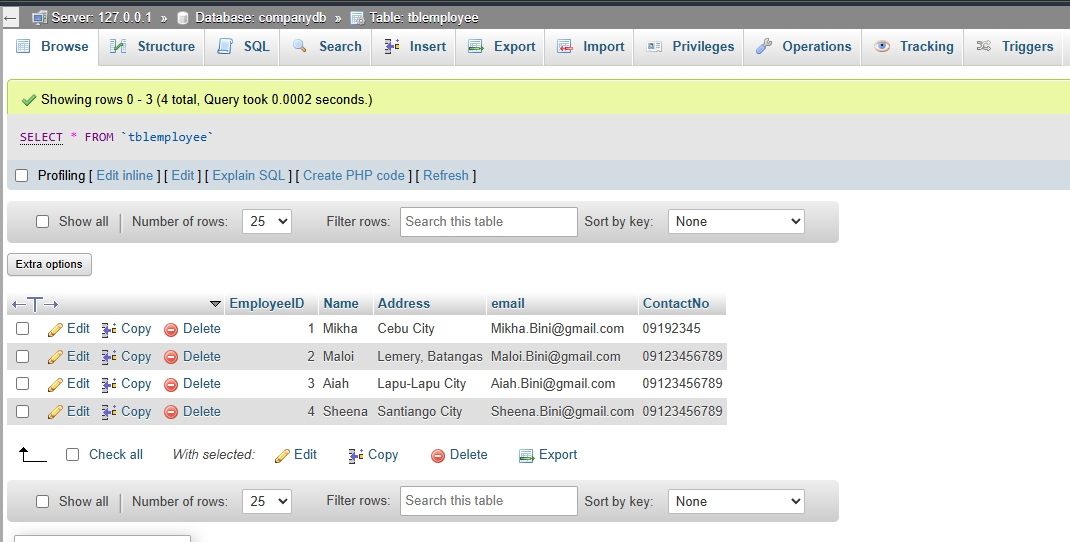 Server: 127.0.0.1 » Database: companydb » Table: tblemployee
Browse Structure SQL Search Insert Export Import Privileges Operations Tracking Triggers
Showing rows 0 - 3 (4 total, Query took 0.0002 seconds.)
SELECT * FROM `tblemployee`
Profiling [ Edit inline ] [ Edit ] [ Explain SQL ] [ Create PHP code ] [ Refresh ]
Show all Number of rows: 25 Filter rows: Search this table Sort by key: None
Extra options
←T→ EmployeeID Name Address email ContactNo
Edit Copy Delete 1 Mikha Cebu City Mikha.Bini@gmail.com 09192345
Edit Copy Delete 2 Maloi Lemery, Batangas Maloi.Bini@gmail.com 09123456789
Edit Copy Delete 3 Aiah Lapu-Lapu City Aiah.Bini@gmail.com 09123456789
Edit Copy Delete 4 Sheena Santiango City Sheena.Bini@gmail.com 09123456789
Check all With selected: Edit Copy Delete Export
Show all Number of rows: 25 Filter rows: Search this table Sort by key: None